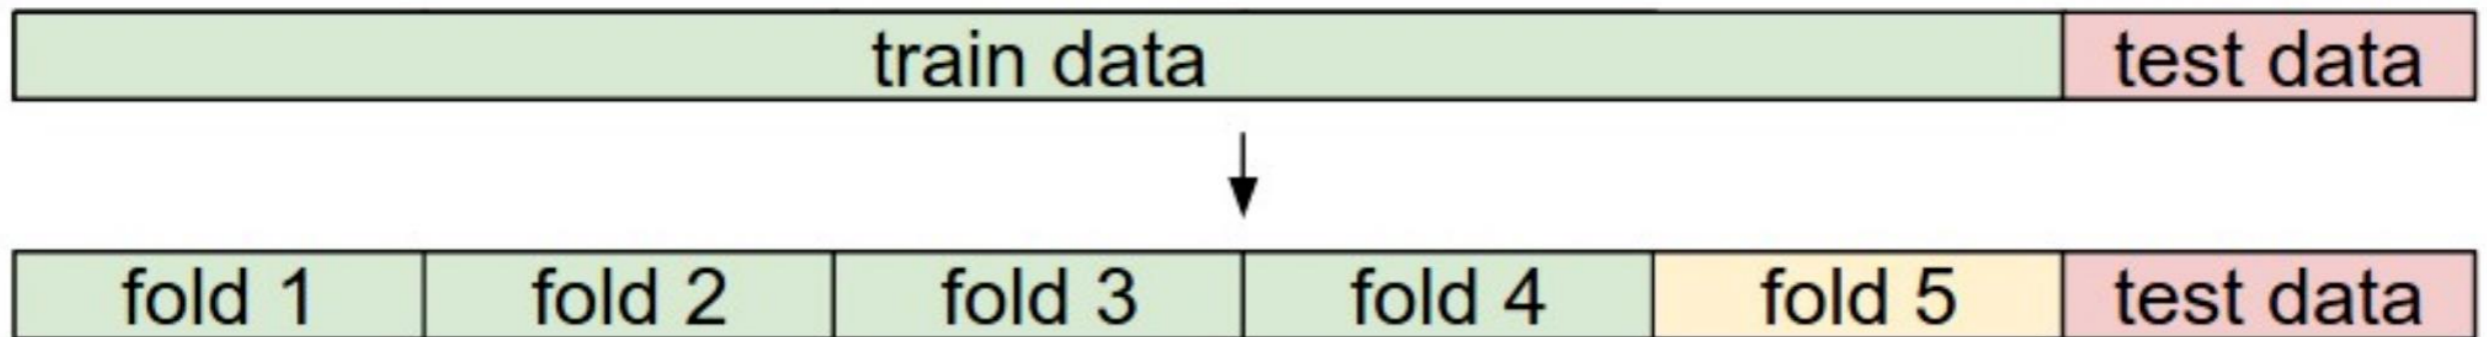 train data test data
fold 1 fold 2 fold 3 fold 4 fold 5 test data